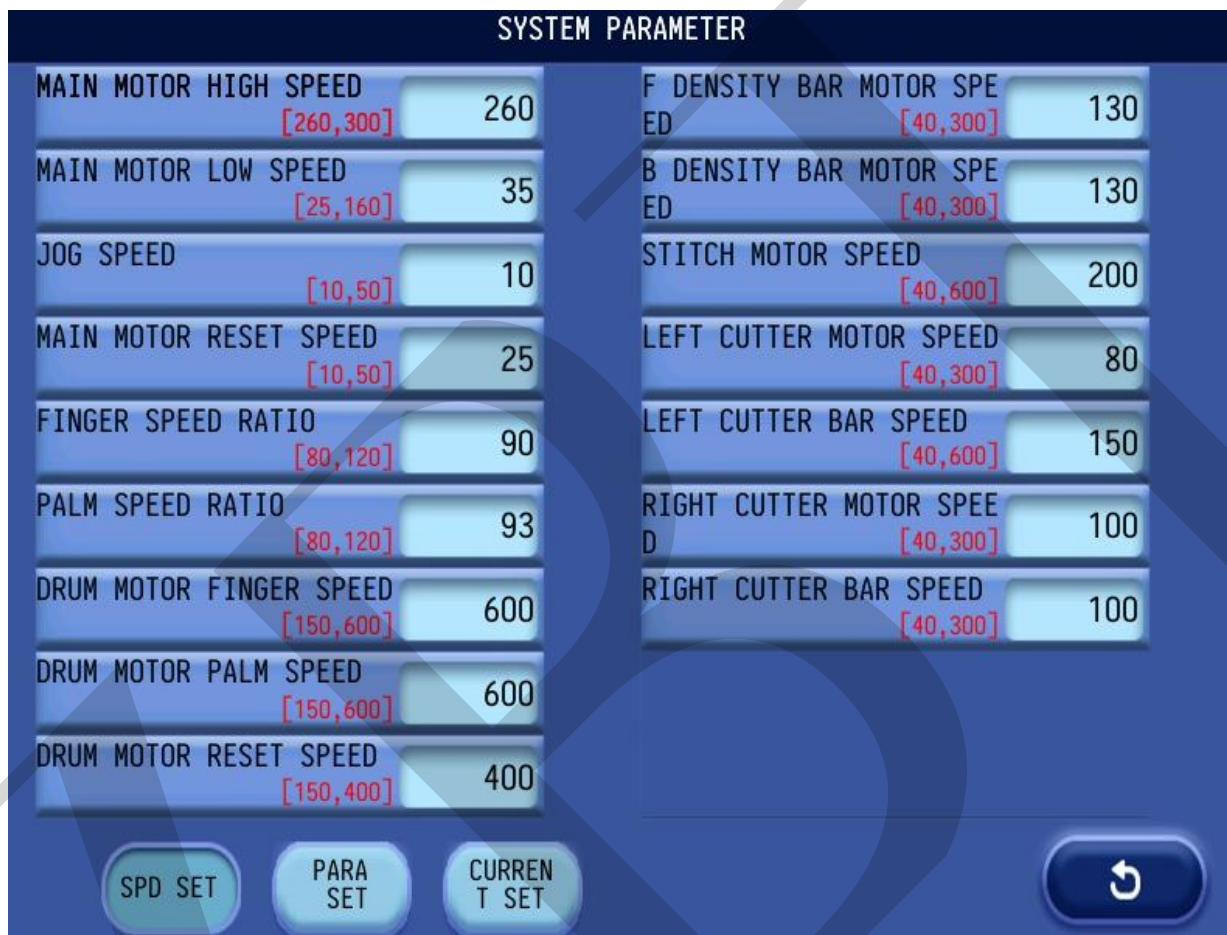 SYSTEM PARAMETER
MAIN MOTOR HIGH SPEED
[260,300]
260
MAIN MOTOR LOW SPEED
[25,160]
35
JOG SPEED
[10,50]
10
MAIN MOTOR RESET SPEED
[10,50]
25
FINGER SPEED RATIO
[80,120]
90
PALM SPEED RATIO
[80,120]
93
DRUM MOTOR FINGER SPEED
[150,600]
600
DRUM MOTOR PALM SPEED
[150,600]
600
DRUM MOTOR RESET SPEED
[150,400]
400
F DENSITY BAR MOTOR SPE
ED [40,300]
130
B DENSITY BAR MOTOR SPE
ED [40,300]
130
STITCH MOTOR SPEED
[40,600]
200
LEFT CUTTER MOTOR SPEED
[40,300]
80
LEFT CUTTER BAR SPEED
[40,600]
150
RIGHT CUTTER MOTOR SPEE
D [40,300]
100
RIGHT CUTTER BAR SPEED
[40,300]
100
SPD SET
PARA
SET
CURREN
T SET